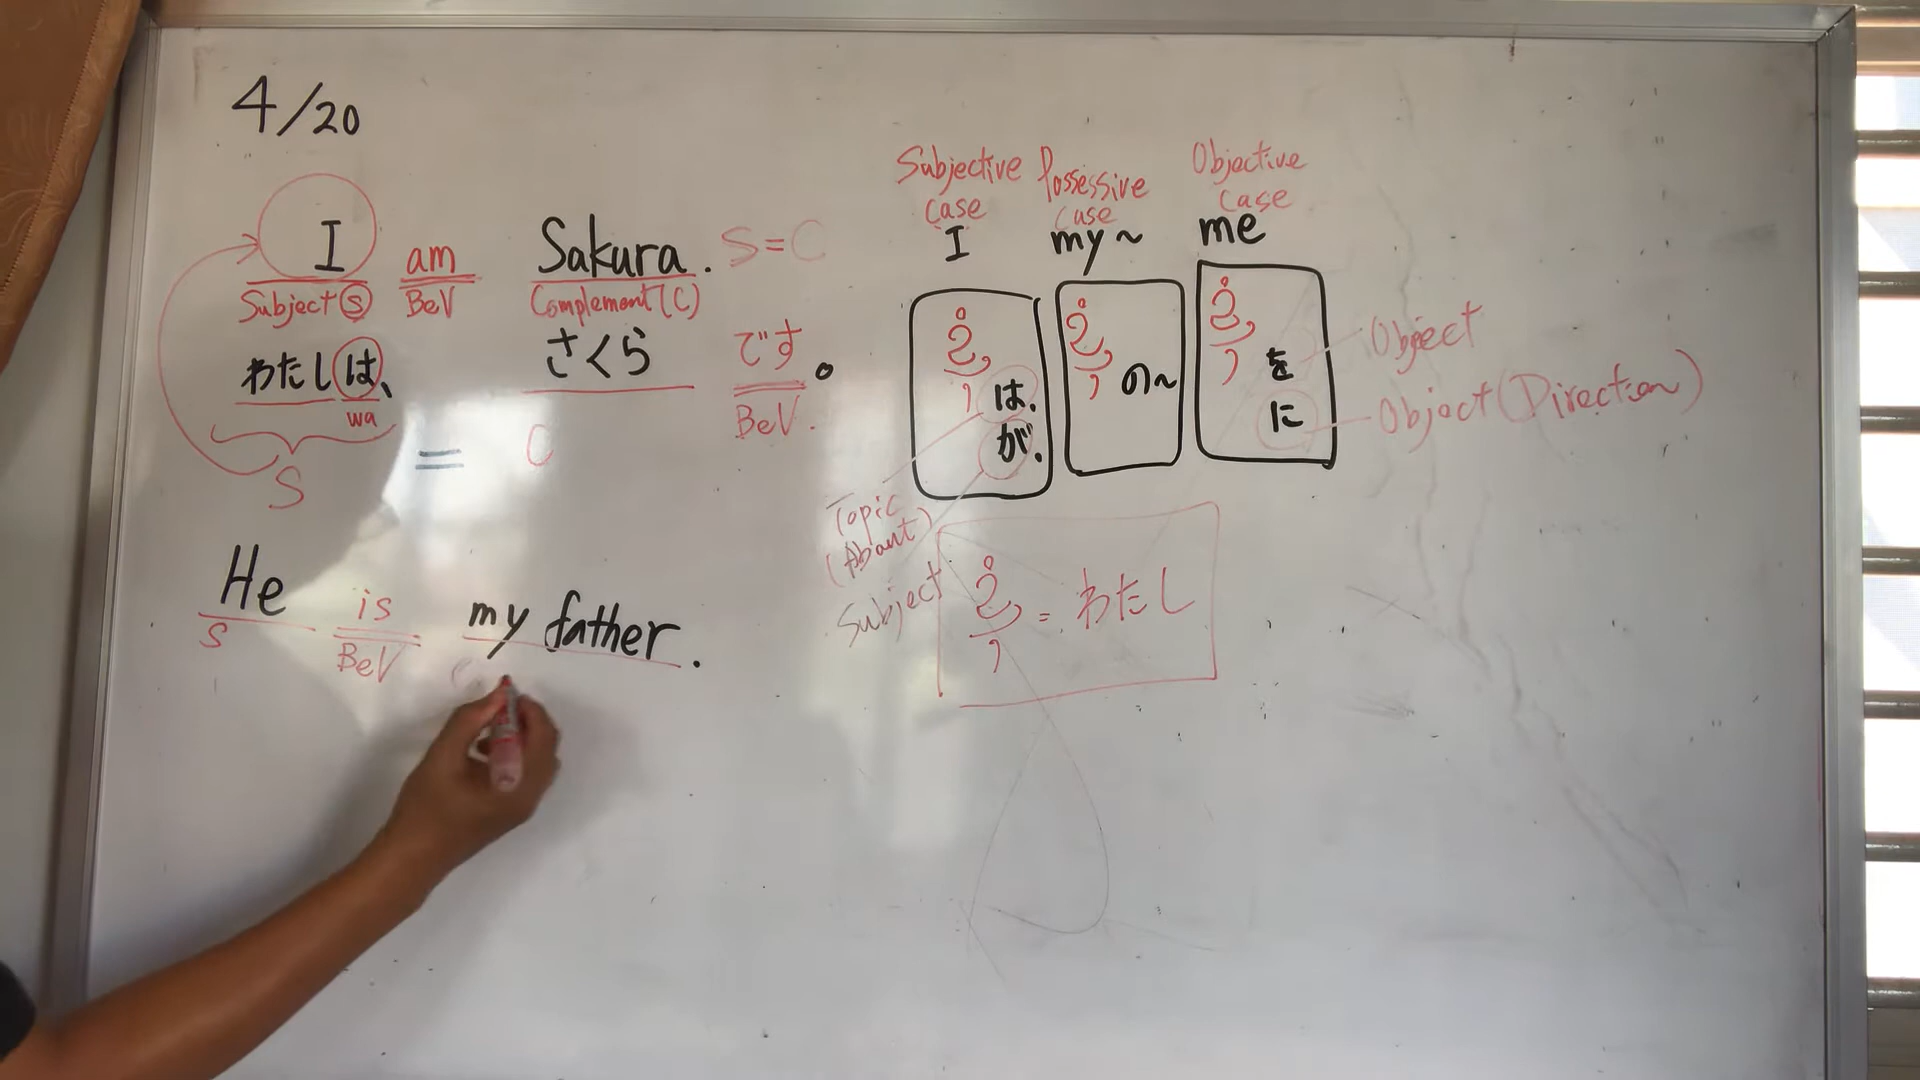 4/20
I am Sakura. S=C
Subject(S) BeV Complement(C)
わたしは、 さくら です。
wa BeV.
S = C
He is my father.
S BeV C
Subjective case
Possessive case
Objective case
I my~ me
は.
が.
の~
を
に
Object
Object(Direction)
Topic
(About)
Subject
= わたし